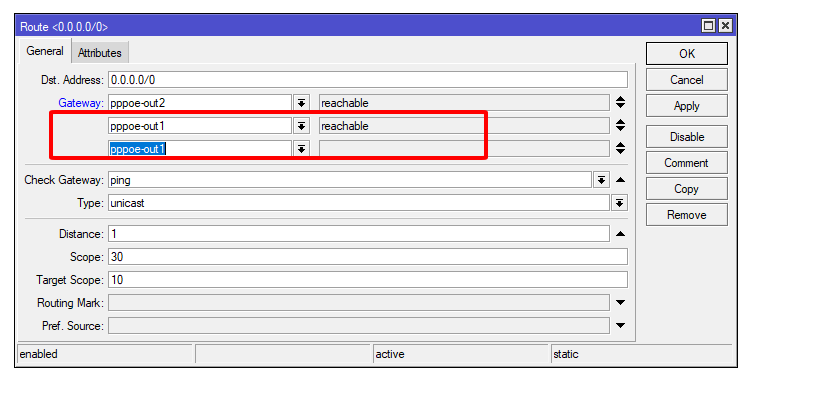 Route <0.0.0.0/0>
General Attributes
Dst. Address: 0.0.0.0/0
Gateway: pppoe-out2 reachable
pppoe-out1 reachable
pppoe-out1
Check Gateway: ping
Type: unicast
Distance: 1
Scope: 30
Target Scope: 10
Routing Mark:
Pref. Source:
enabled active static
OK
Cancel
Apply
Disable
Comment
Copy
Remove